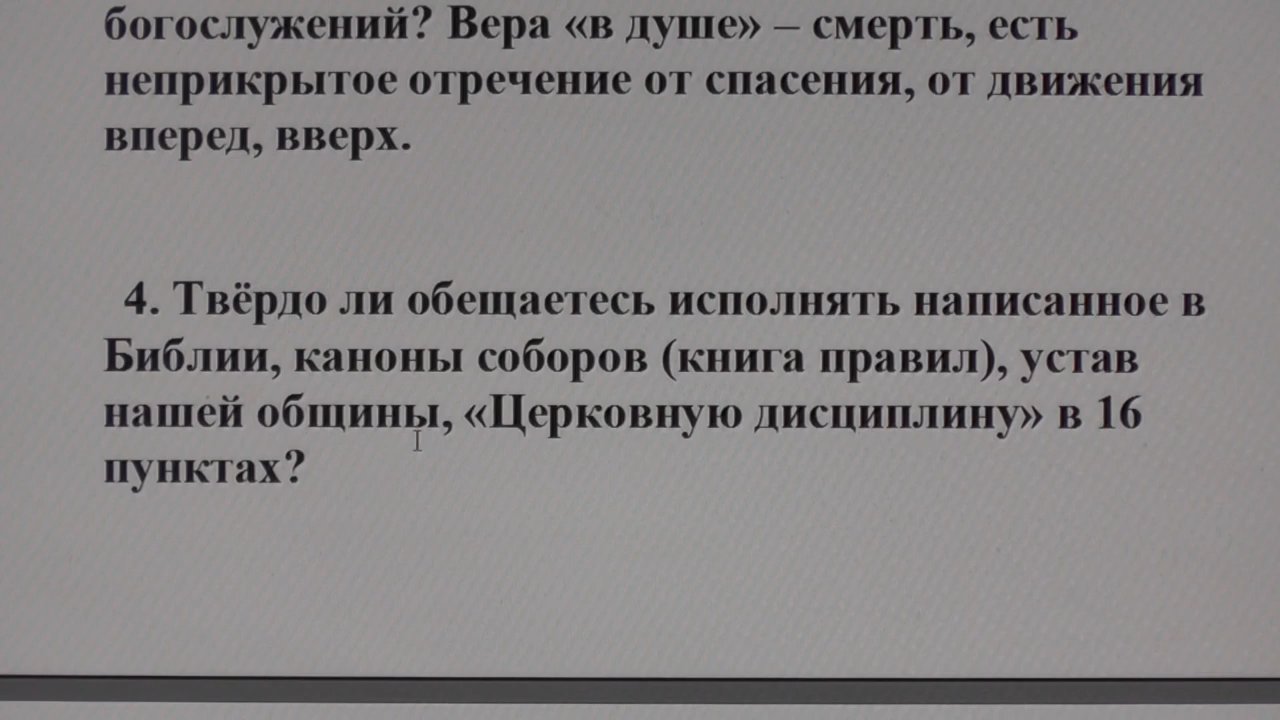 богослужений? Вера «в душе» – смерть, есть
неприкрытое отречение от спасения, от движения
вперед, вверх.
4. Твёрдо ли обещаетесь исполнять написанное в
Библии, каноны соборов (книга правил), устав
нашей общины, «Церковную дисциплину» в 16
пунктах?